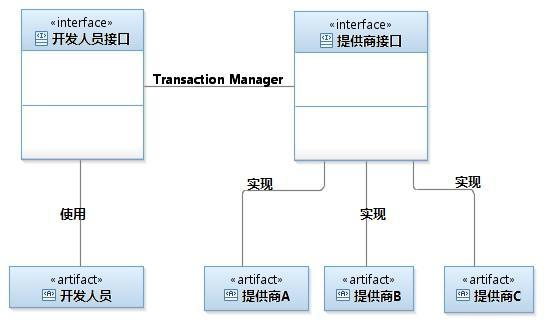 «interface»
开发人员接口
«interface»
提供商接口
Transaction Manager
使用
实现
实现
实现
«artifact»
开发人员
«artifact»
提供商A
«artifact»
提供商B
«artifact»
提供商C